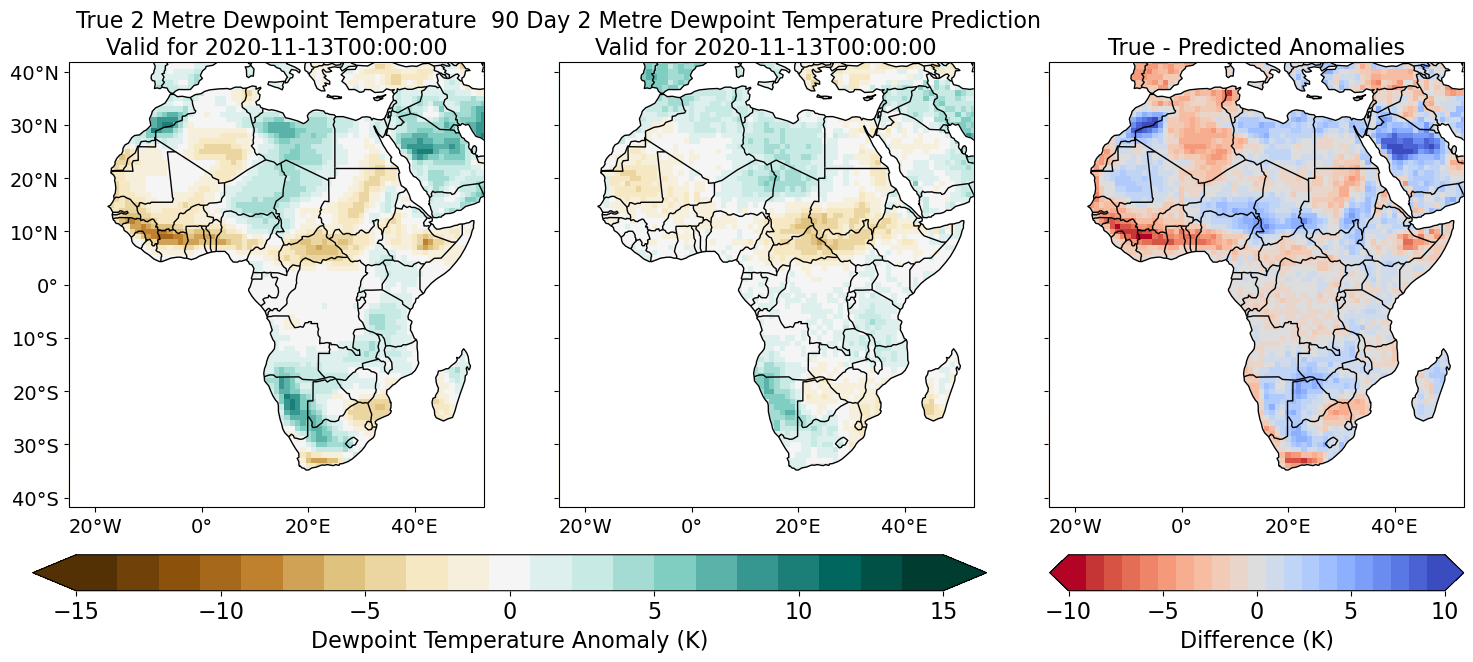 True 2 Metre Dewpoint Temperature
Valid for 2020-11-13T00:00:00
90 Day 2 Metre Dewpoint Temperature Prediction
Valid for 2020-11-13T00:00:00
True - Predicted Anomalies
40°N
30°N
20°N
10°N
0°
10°S
20°S
30°S
40°S
20°W 0° 20°E 40°E
20°W 0° 20°E 40°E
20°W 0° 20°E 40°E
−15 −10 −5 0 5 10 15
Dewpoint Temperature Anomaly (K)
−10 −5 0 5 10
Difference (K)